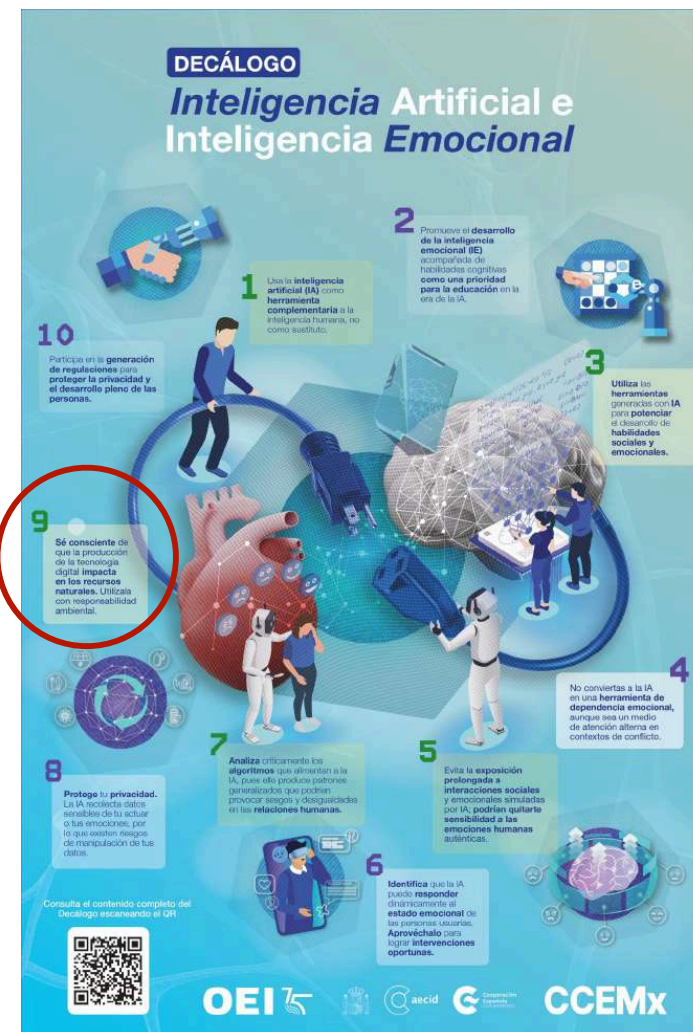 DECÁLOGO
Inteligencia Artificial e
Inteligencia Emocional
1
Usa la inteligencia
artificial (IA) como
herramienta
complementaria a la
inteligencia humana, no
como sustituto.
2
Promueve el desarrollo
de la inteligencia
emocional (IE)
acompañada de
habilidades cognitivas
como una prioridad
para la educación en la
era de la IA.
3
Utiliza las
herramientas
generadas con IA
para potenciar
el desarrollo de
habilidades
sociales y
emocionales.
4
No conviertas a la IA
en una herramienta de
dependencia emocional,
aunque sea un medio
de atención alterna en
contextos de conflicto.
5
Evita la exposición
prolongada a
interacciones sociales
y emocionales simuladas
por IA; podrían quitarte
sensibilidad a las
emociones humanas
auténticas.
6
Identifica que la IA
puede responder
dinámicamente al
estado emocional de
las personas usuarias.
Aprovéchalo para
lograr intervenciones
oportunas.
7
Analiza críticamente los
algoritmos que alimentan a la
IA, pues ello produce patrones
generalizados que podrían
provocar sesgos y desigualdades
en las relaciones humanas.
8
Protege tu privacidad.
La IA recolecta datos
sensibles de tu actuar
o tus emociones, por
lo que existen riesgos
de manipulación de tus
datos.
9
Sé consciente de
que la producción
de la tecnología
digital impacta
en los recursos
naturales. Utilízala
con responsabilidad
ambiental.
10
Participa en la generación
de regulaciones para
proteger la privacidad y
el desarrollo pleno de las
personas.
Consulta el contenido completo del
Decálogo escaneando el QR
OEI 75
aecid
Cooperación
Española
CCEMx